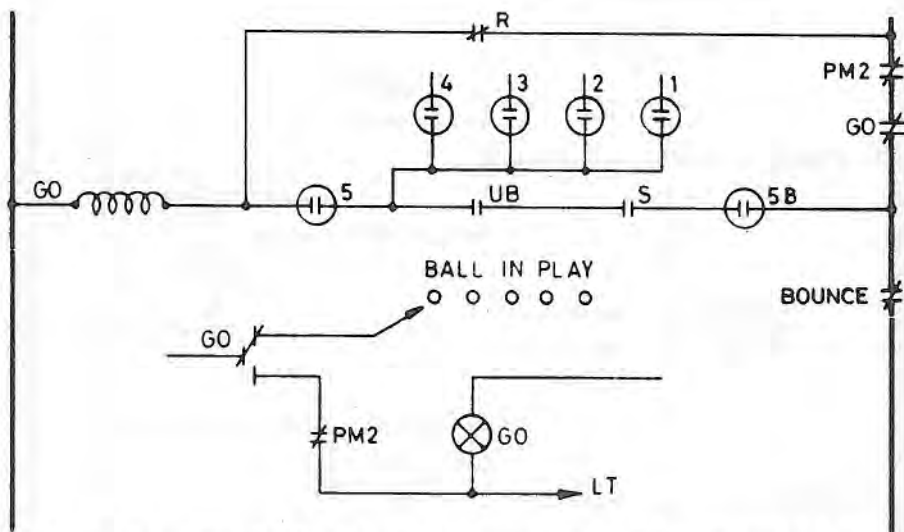 R
PM2
4 3 2 1
GO
GO 5 UB S 5B
BALL IN PLAY
BOUNCE
GO
PM2 GO
LT